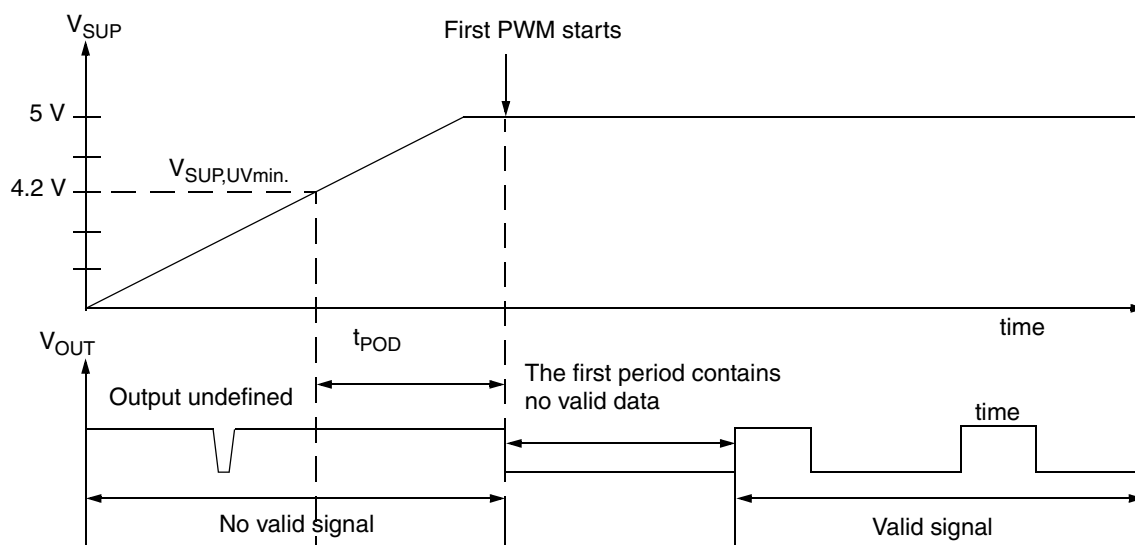 V_SUP
First PWM starts
5 V
V_SUP,UVmin.
4.2 V
time
V_OUT
t_POD
The first period contains
no valid data
Output undefined
time
No valid signal
Valid signal